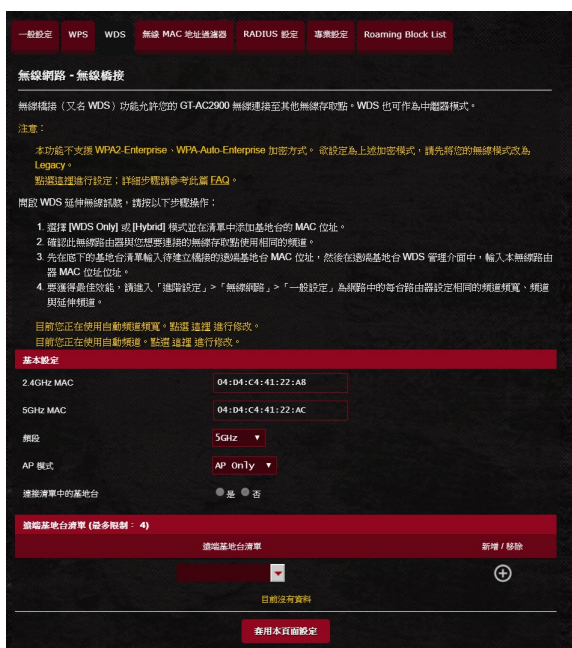 一般設定 WPS WDS 無線 MAC 地址過濾器 RADIUS 設定 專業設定 Roaming Block List
無線網路 - 無線橋接
無線橋接（又名 WDS）功能允許您的 GT-AC2900 無線連接至其他無線存取點。WDS 也可作為中繼器模式。
注意：
本功能不支援 WPA2-Enterprise、WPA-Auto-Enterprise 加密方式。 欲設定為上述加密模式，請先將您的無線模式改為
Legacy。
點選這裡進行設定；詳細步驟請參考此篇 FAQ。
開啟 WDS 延伸無線訊號，請按以下步驟操作：
1. 選擇 [WDS Only] 或 [Hybrid] 模式並在清單中添加基地台的 MAC 位址。
2. 確認此無線路由器與您想要連接的無線存取點使用相同的頻道。
3. 先在底下的基地台清單輸入待建立橋接的遠端基地台 MAC 位址，然後在遠端基地台 WDS 管理介面中，輸入本無線路由
器 MAC 位址位址。
4. 要獲得最佳效能，請進入「進階設定」>「無線網路」>「一般設定」為網路中的每台路由器設定相同的頻道頻寬、頻道
與延伸頻道。
目前您正在使用自動頻道頻寬。點選 這裡 進行修改。
目前您正在使用自動頻道。點選 這裡 進行修改。
基本設定
2.4GHz MAC 04:D4:C4:41:22:A8
5GHz MAC 04:D4:C4:41:22:AC
頻段 5GHz
AP 模式 AP Only
連接清單中的基地台 是 否
遠端基地台清單 (最多限制： 4)
遠端基地台清單 新增 / 移除
目前沒有資料
套用本頁面設定